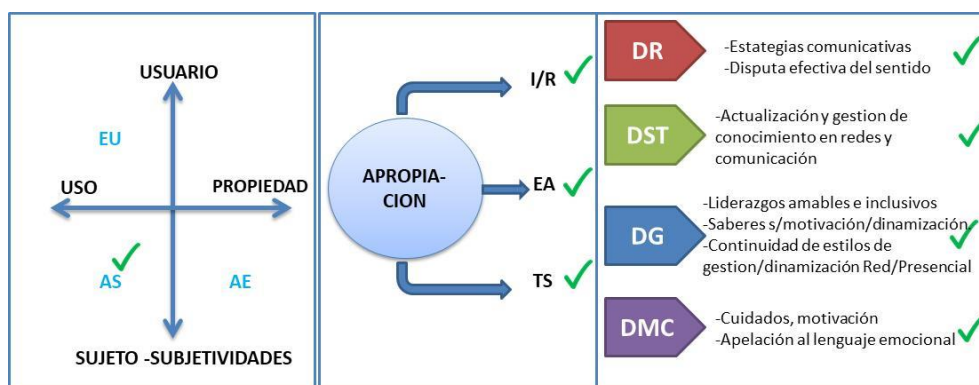 USUARIO
EU
USO
PROPIEDAD
AS
AE
SUJETO -SUBJETIVIDADES
APROPIA-
CION
I/R
EA
TS
DR
-Estategias comunicativas
-Disputa efectiva del sentido
DST
-Actualización y gestion de
conocimiento en redes y
comunicación
DG
-Liderazgos amables e inclusivos
-Saberes s/motivación/dinamización.
-Continuidad de estilos de
gestion/dinamización Red/Presencial
DMC
-Cuidados, motivación
-Apelación al lenguaje emocional